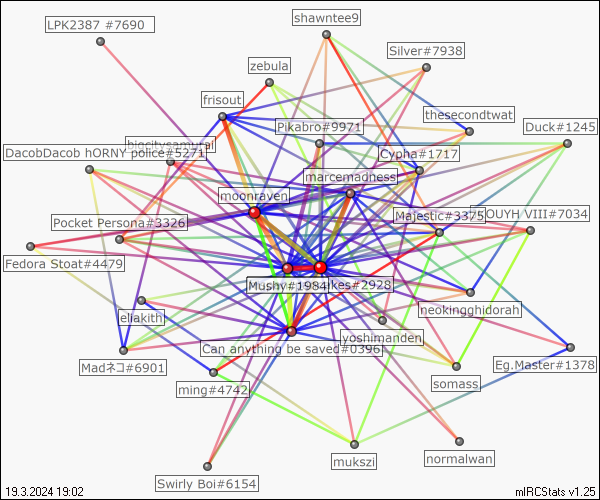 shawntee9
LPK2387 #7690
Silver#7938
zebula
frisout
thesecondtwat
Pikabro#9971
Duck#1245
bigcitysamurai
DacobDacob hORNY police#5271
Cypha#1717
marcemadness
moonraven
Pocket Persona#3326
Majestic#3375
OUYH VIII#7034
Fedora Stoat#4479
Mushy#1984
kes#2928
neokingghidorah
eliakith
yoshimanden
Can anything be saved#0396
Madネコ#6901
Eg.Master#1378
ming#4742
somass
mukszi
normalwan
Swirly Boi#6154
19.3.2024 19:02
mIRCStats v1.25